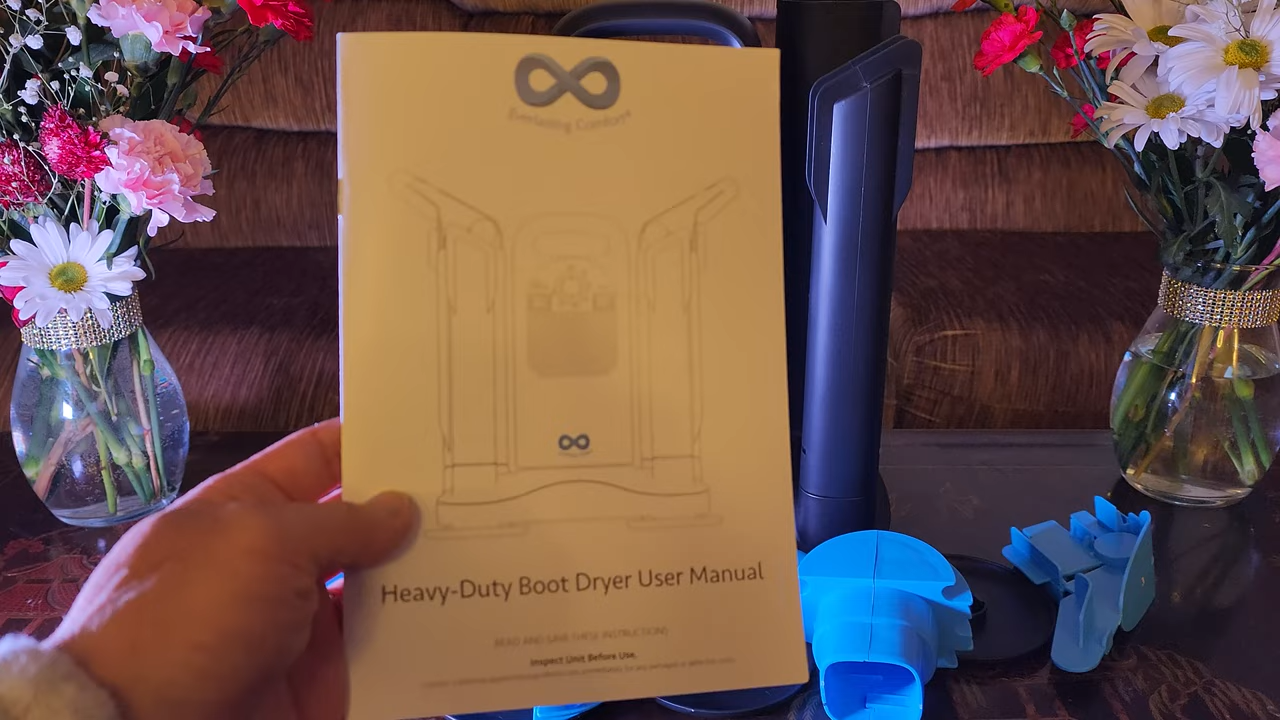 Everlasting Comfort®
Heavy-Duty Boot Dryer User Manual
READ AND SAVE THESE INSTRUCTIONS
Inspect Unit Before Use.